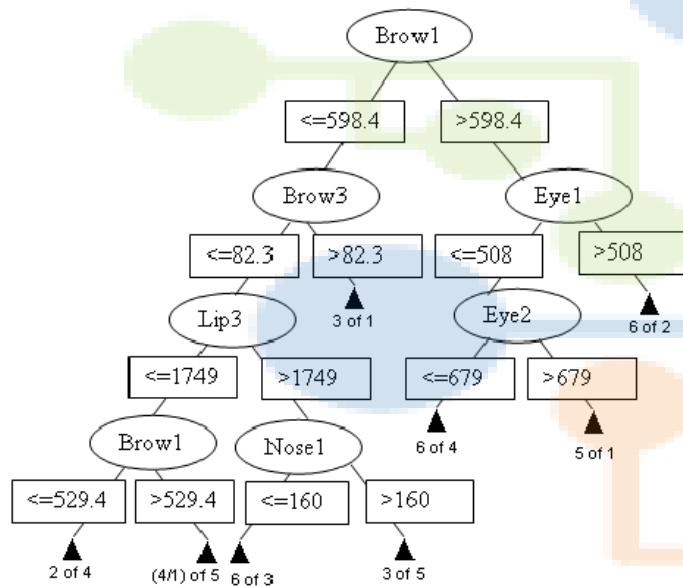 Brow1
<=598.4 >598.4
Brow3 Eye1
<=82.3 >82.3 <=508 >508
3 of 1 6 of 2
Lip3 Eye2
<=1749 >1749 <=679 >679
6 of 4 5 of 1
Brow1 Nose1
<=529.4 >529.4 <=160 >160
2 of 4 (4/1) of 5 6 of 3 3 of 5